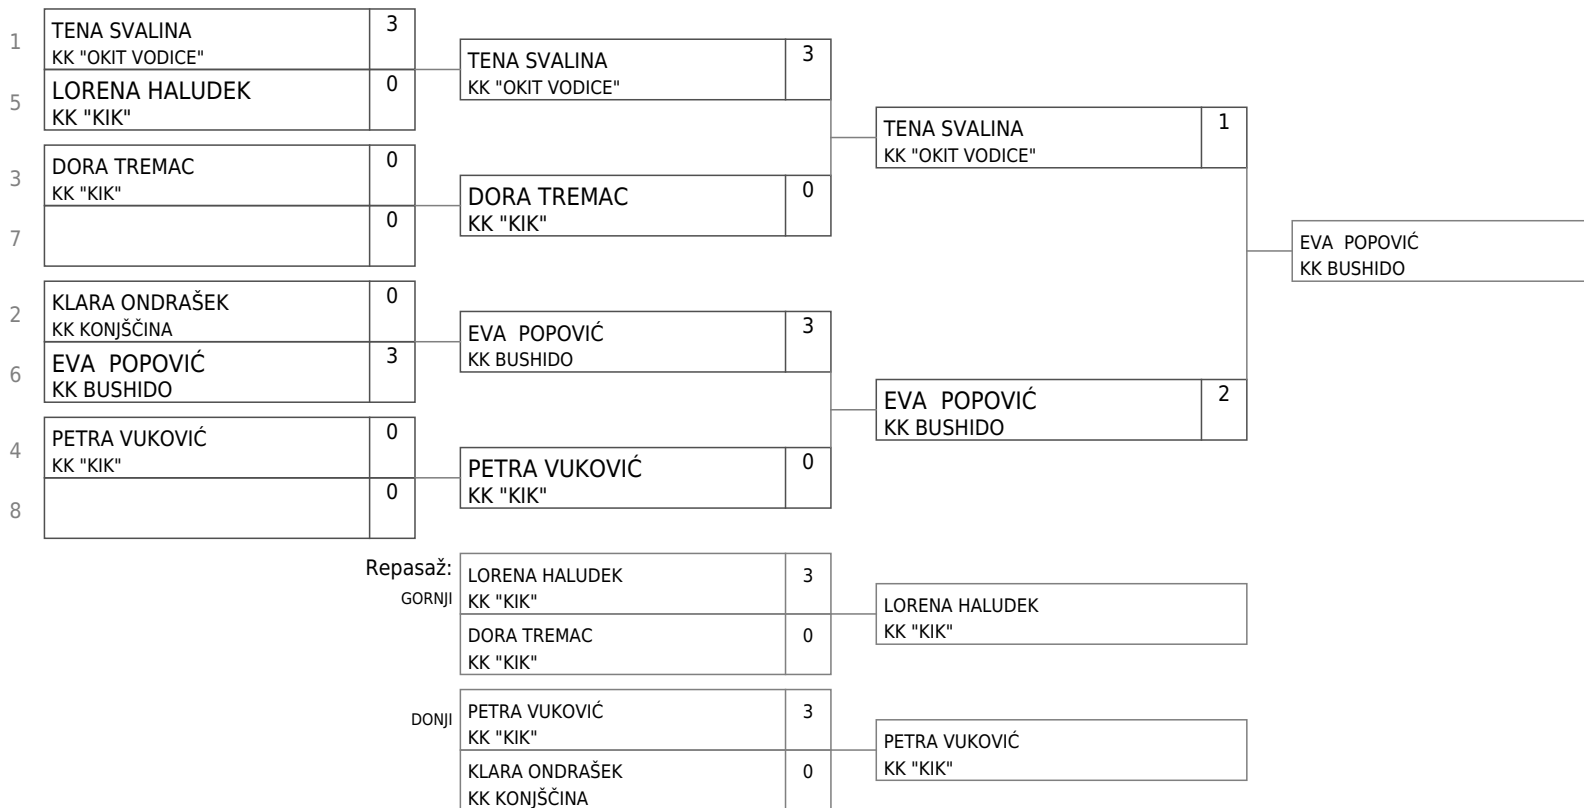 1
TENA SVALINA
KK "OKIT VODICE"
3
5
LORENA HALUDEK
KK "KIK"
0
3
DORA TREMAC
KK "KIK"
0
7
0
2
KLARA ONDRAŠEK
KK KONJŠČINA
0
6
EVA POPOVIĆ
KK BUSHIDO
3
4
PETRA VUKOVIĆ
KK "KIK"
0
8
0
TENA SVALINA
KK "OKIT VODICE"
3
DORA TREMAC
KK "KIK"
0
EVA POPOVIĆ
KK BUSHIDO
3
PETRA VUKOVIĆ
KK "KIK"
0
TENA SVALINA
KK "OKIT VODICE"
1
EVA POPOVIĆ
KK BUSHIDO
2
EVA POPOVIĆ
KK BUSHIDO
Repasaž:
GORNJI
LORENA HALUDEK
KK "KIK"
3
DORA TREMAC
KK "KIK"
0
LORENA HALUDEK
KK "KIK"
DONJI
PETRA VUKOVIĆ
KK "KIK"
3
KLARA ONDRAŠEK
KK KONJŠČINA
0
PETRA VUKOVIĆ
KK "KIK"